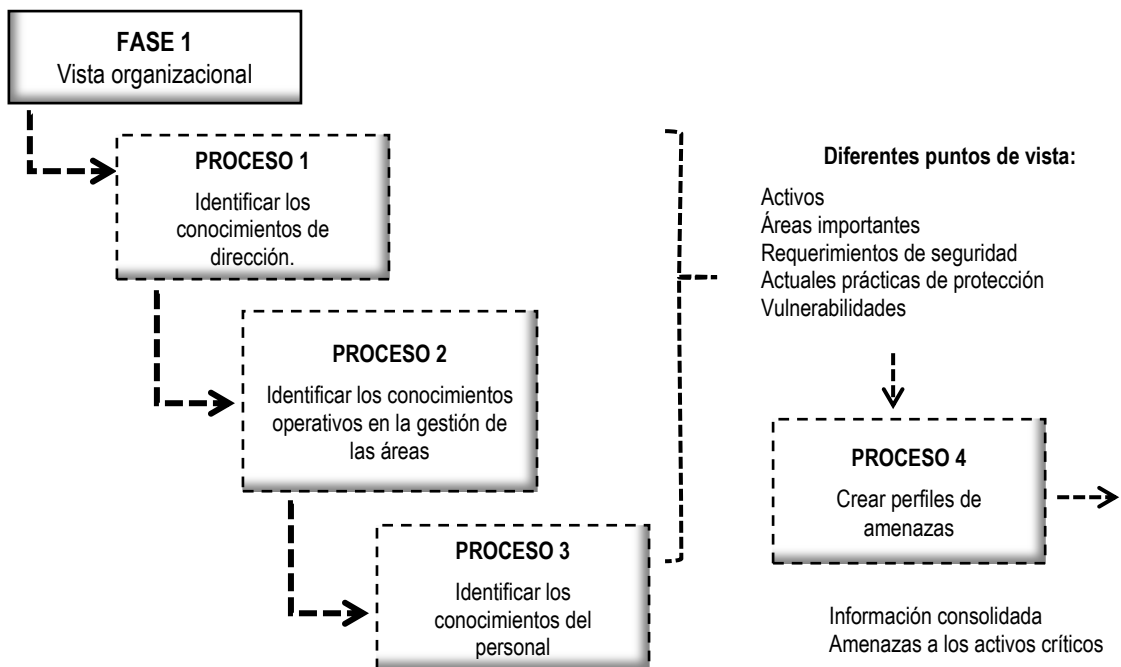 FASE 1
Vista organizacional
PROCESO 1
Identificar los
conocimientos de
dirección.
PROCESO 2
Identificar los conocimientos
operativos en la gestión de
las áreas
PROCESO 3
Identificar los
conocimientos del
personal
Diferentes puntos de vista:
Activos
Áreas importantes
Requerimientos de seguridad
Actuales prácticas de protección
Vulnerabilidades
PROCESO 4
Crear perfiles de
amenazas
Información consolidada
Amenazas a los activos críticos